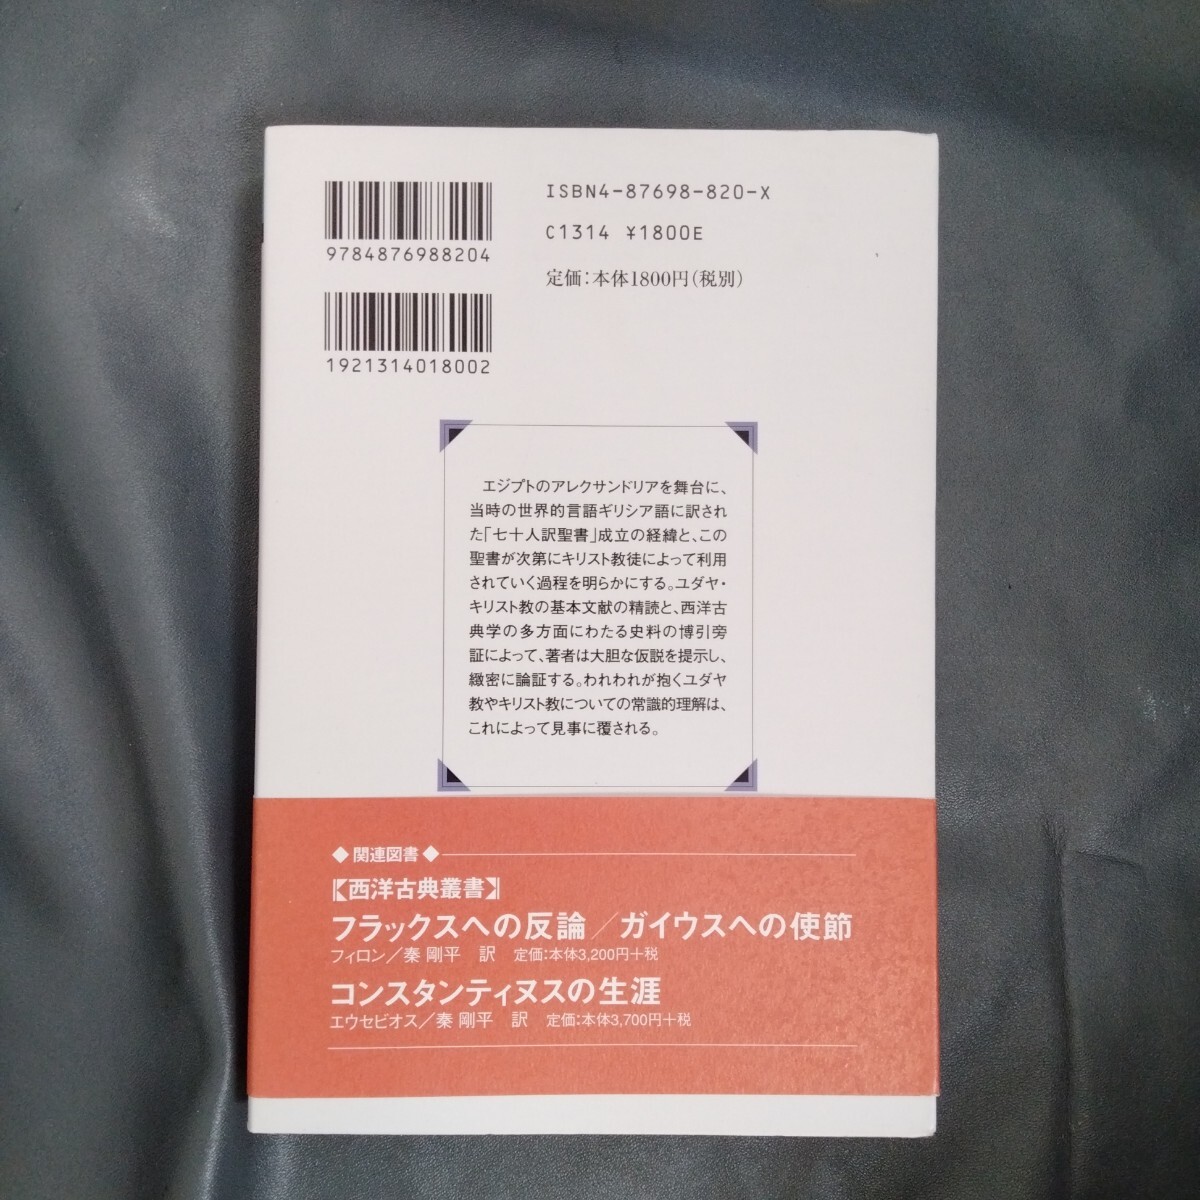 ISBN4-87698-820-X
C1314 ¥1800E
定価：本体1800円（税別）
9784876988204
1921314018002
エジプトのアレクサンドリアを舞台に、
当時の世界的言語ギリシア語に訳され
た「七十人訳聖書」成立の経緯と、この
聖書が次第にキリスト教徒によって利用
されていく過程を明らかにする。ユダヤ・
キリスト教の基本文献の精読と、西洋古
典学の多方面にわたる史料の博引旁
証によって、著者は大胆な仮説を提示し、
緻密に論証する。われわれが抱くユダヤ
教やキリスト教についての常識的理解は、
これによって見事に覆される。
◆ 関連図書 ◆
【西洋古典叢書】
フラックスへの反論／ガイウスへの使節
フィロン／秦 剛平　訳　定価：本体3,200円＋税
コンスタンティヌスの生涯
エウセビオス／秦 剛平　訳　定価：本体3,700円＋税